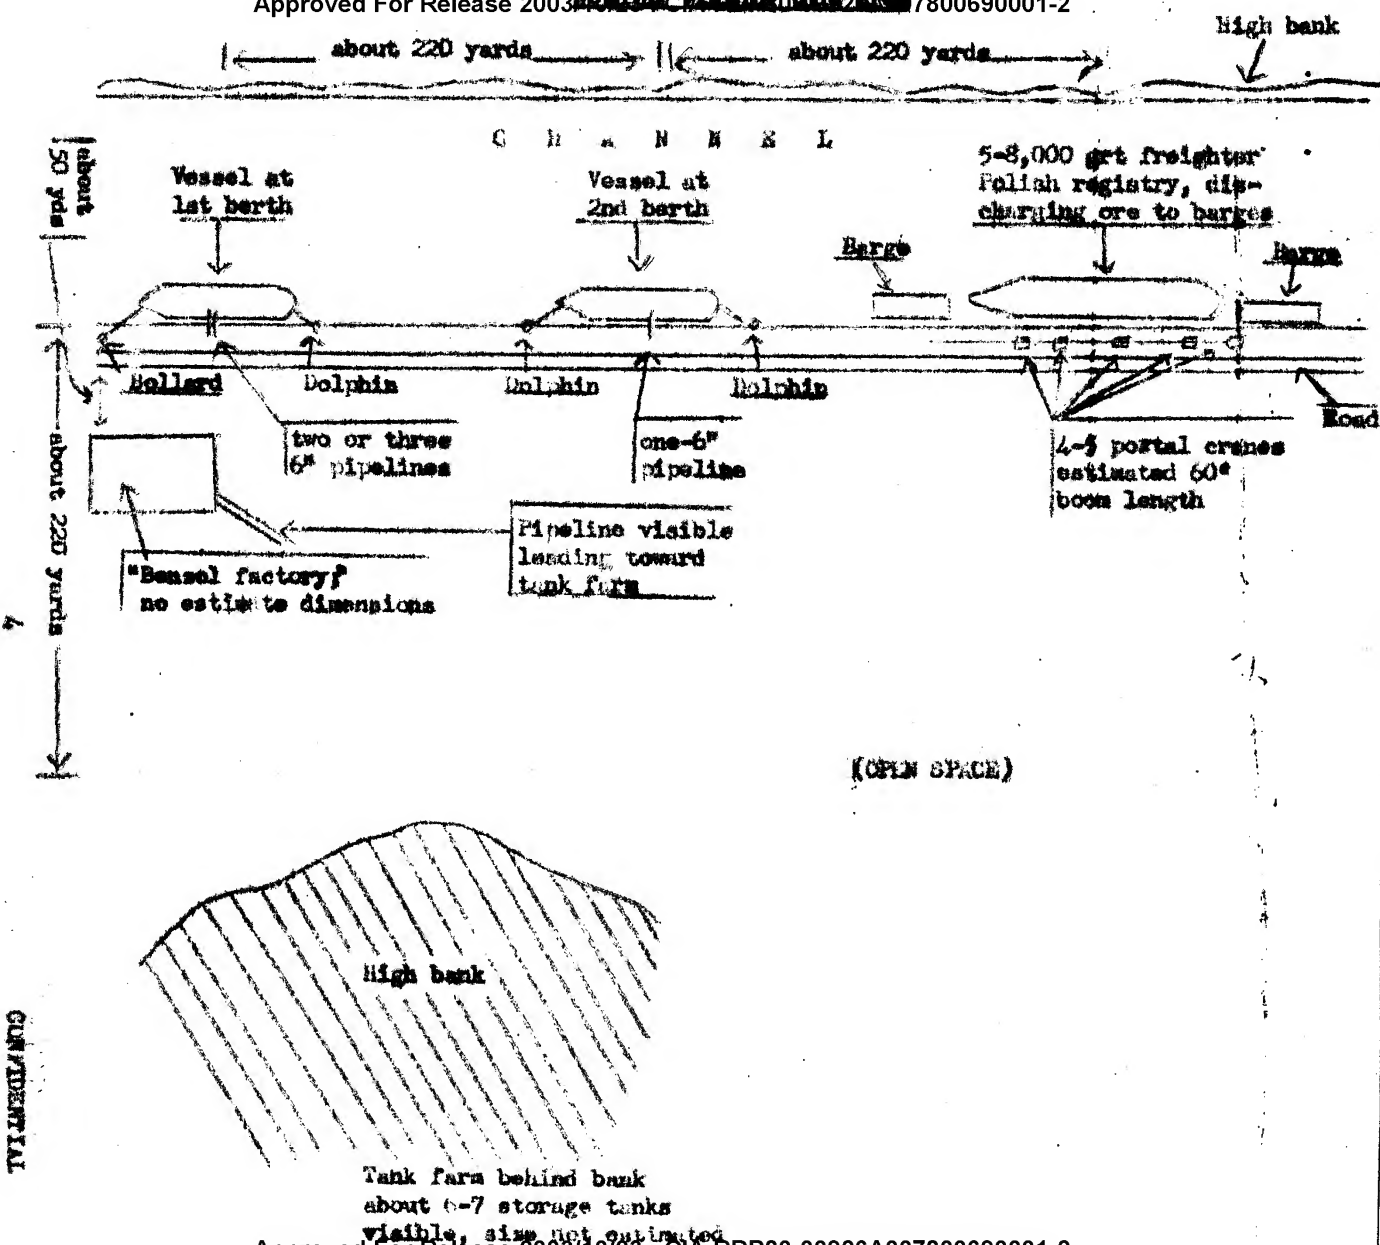 Approved For Release 2003
7800690001-2
High bank
about 220 yards
about 220 yards
C H A N N E L
about
50 yds
Vessel at
1st berth
Vessel at
2nd berth
5-8,000 grt freighter
Polish registry, dis-
charging ore to barges
Barge
Barge
Bollard
Dolphin
Dolphin
Dolphin
Road
two or three
6" pipelines
one-6"
pipeline
4-5 portal cranes
estimated 60'
boom length
about 220 yards
Pipeline visible
leading toward
tank farm
"Bensol factory,"
no estimate dimensions
4
(OPEN SPACE)
High bank
CONFIDENTIAL
Tank farm behind bank
about 6-7 storage tanks
visible, size not estimated